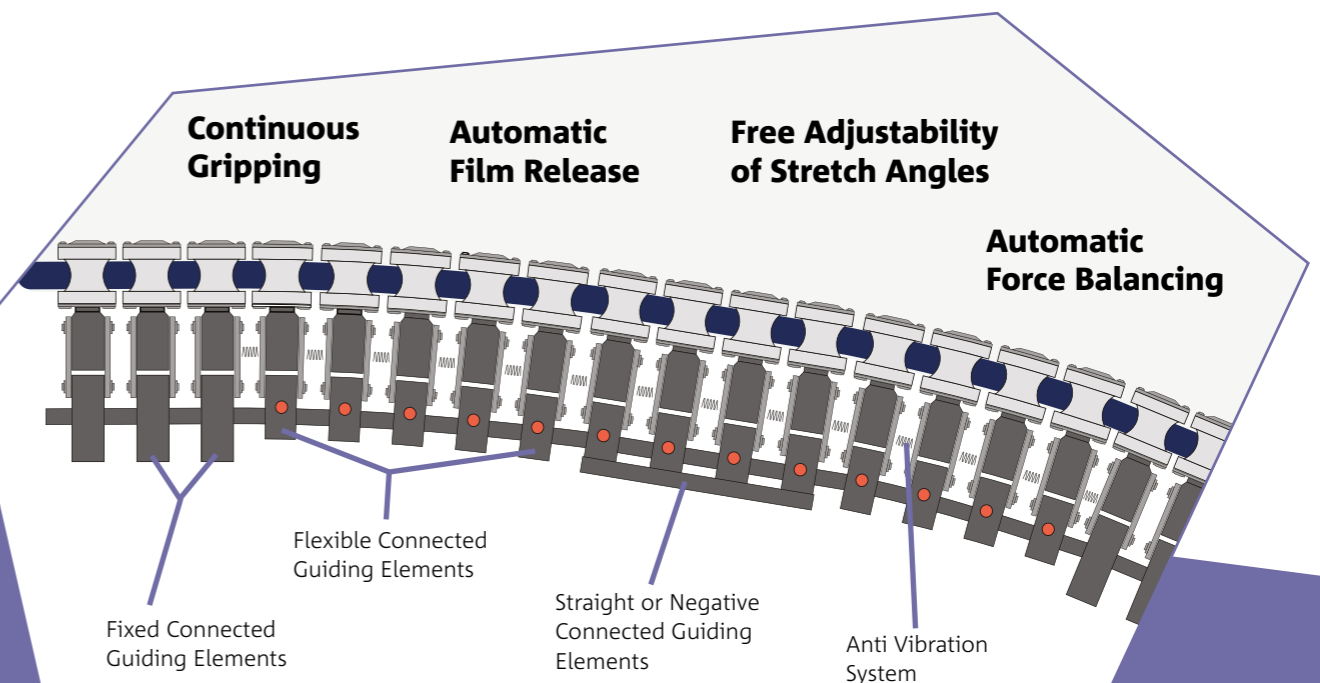 Continuous
Gripping
Automatic
Film Release
Free Adjustability
of Stretch Angles
Automatic
Force Balancing
Fixed Connected
Guiding Elements
Flexible Connected
Guiding Elements
Straight or Negative
Connected Guiding
Elements
Anti Vibration
System